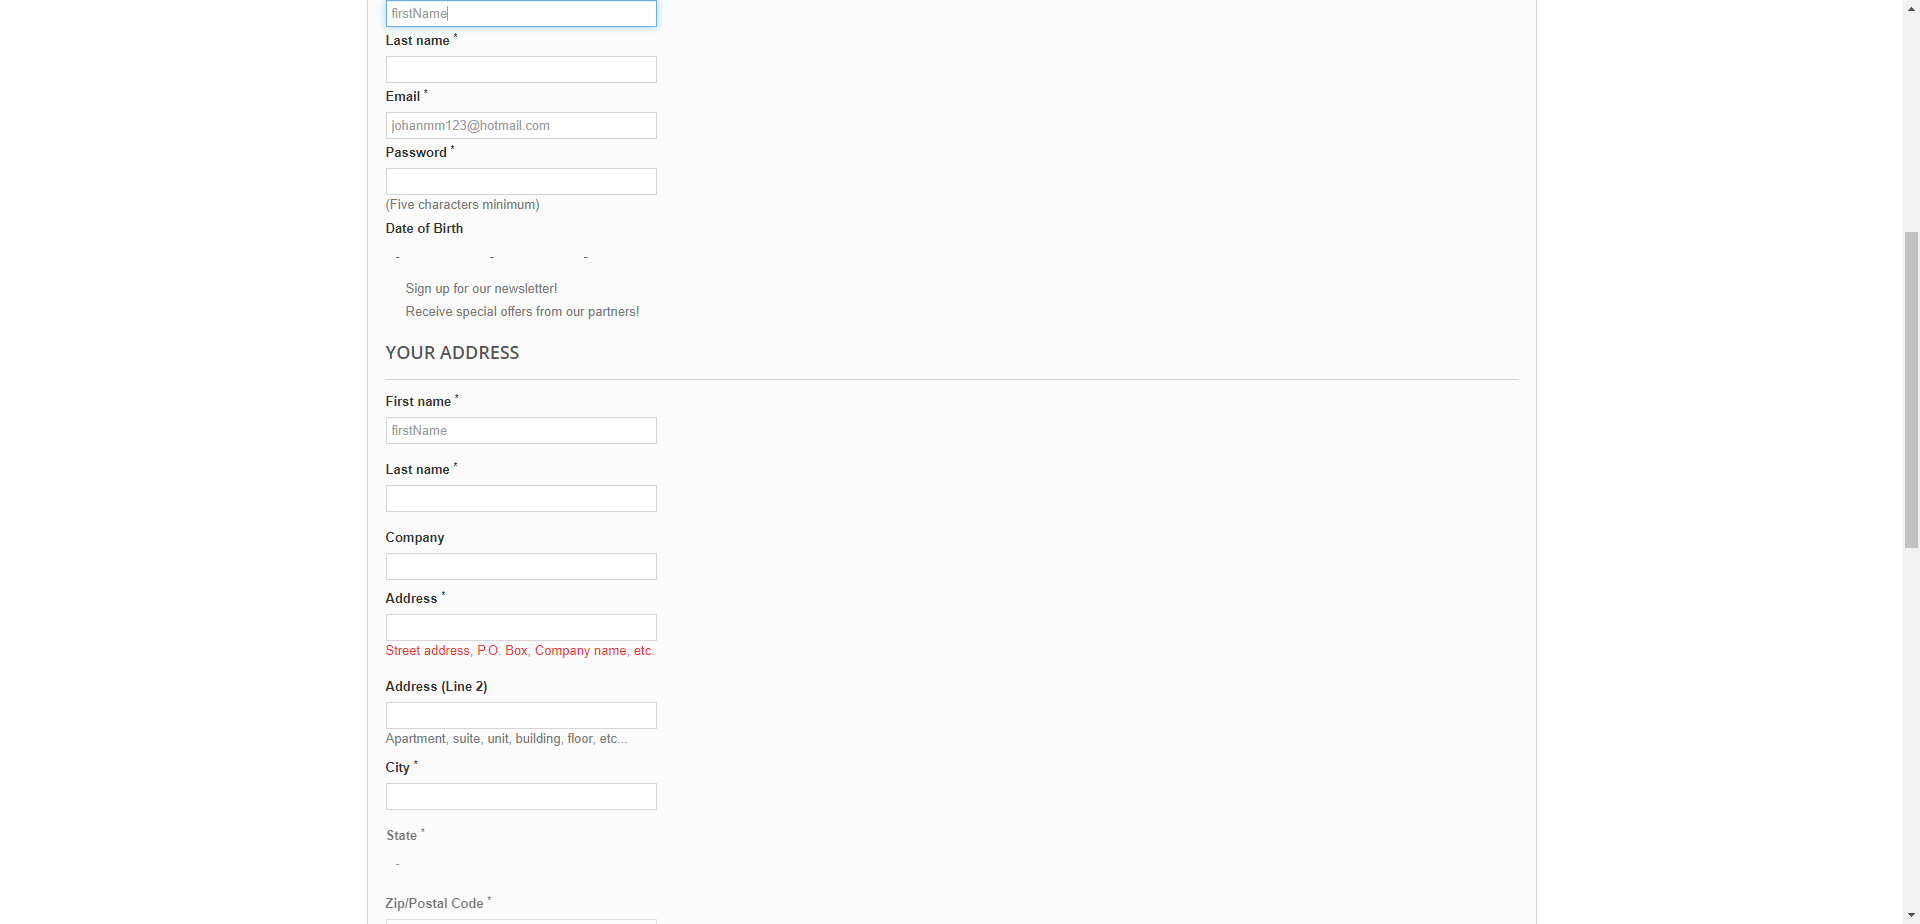 firstName
Last name *
Email *
johanmm123@hotmail.com
Password *
(Five characters minimum)
Date of Birth
- - -
Sign up for our newsletter!
Receive special offers from our partners!
YOUR ADDRESS
First name *
firstName
Last name *
Company
Address *
Street address, P.O. Box, Company name, etc.
Address (Line 2)
Apartment, suite, unit, building, floor, etc...
City *
State *
-
Zip/Postal Code *